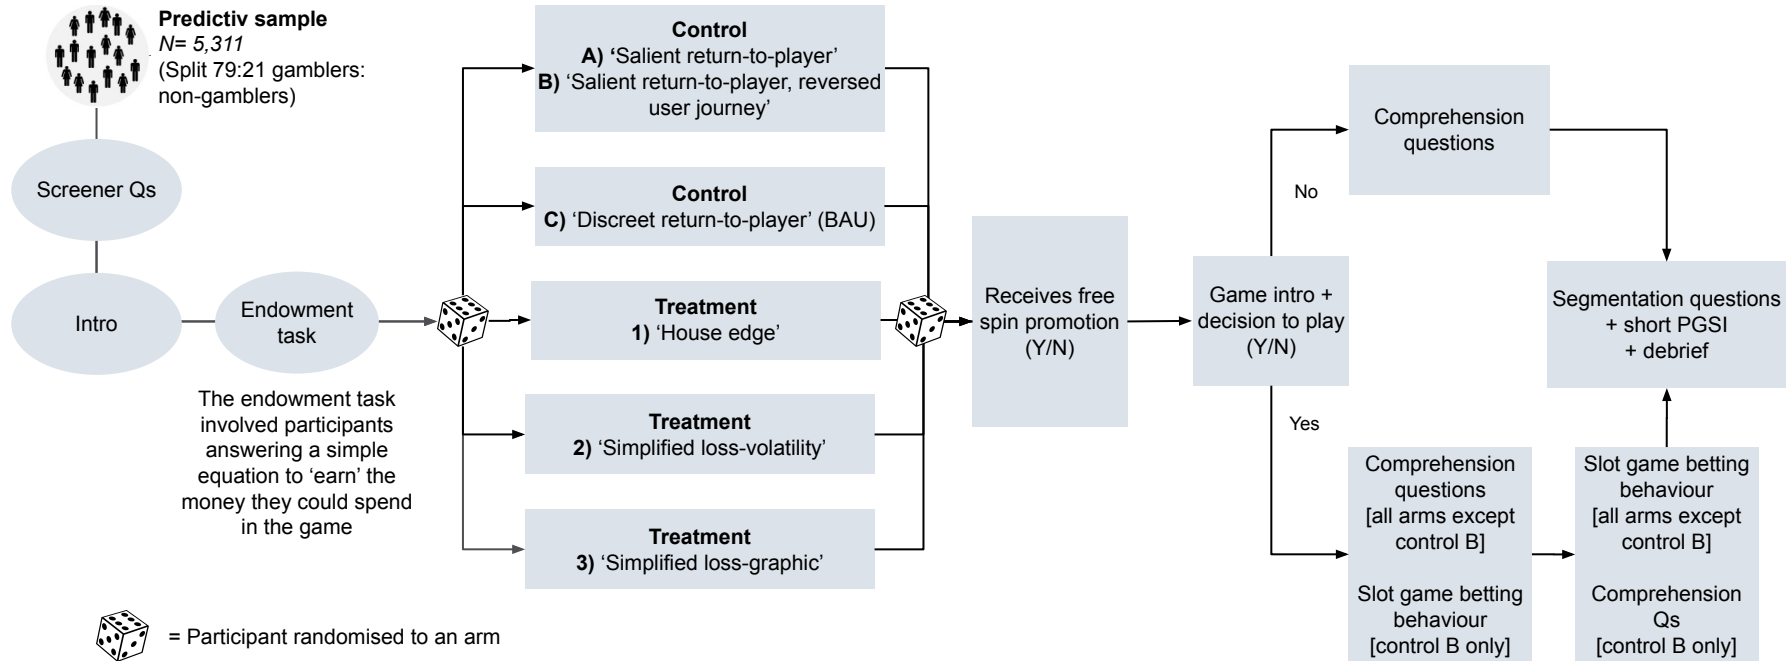 Predictiv sample
N= 5,311
(Split 79:21 gamblers:
non-gamblers)
Screener Qs
Intro
Endowment
task
The endowment task
involved participants
answering a simple
equation to ‘earn’ the
money they could spend
in the game
Control
A) ‘Salient return-to-player’
B) ‘Salient return-to-player, reversed
user journey’
Control
C) ‘Discreet return-to-player’ (BAU)
Treatment
1) ‘House edge’
Treatment
2) ‘Simplified loss-volatility’
Treatment
3) ‘Simplified loss-graphic’
Receives free
spin promotion
(Y/N)
Game intro +
decision to play
(Y/N)
No
Comprehension
questions
Yes
Comprehension
questions
[all arms except
control B]
Slot game betting
behaviour
[control B only]
Slot game betting
behaviour
[all arms except
control B]
Comprehension
Qs
[control B only]
Segmentation questions
+ short PGSI
+ debrief
= Participant randomised to an arm